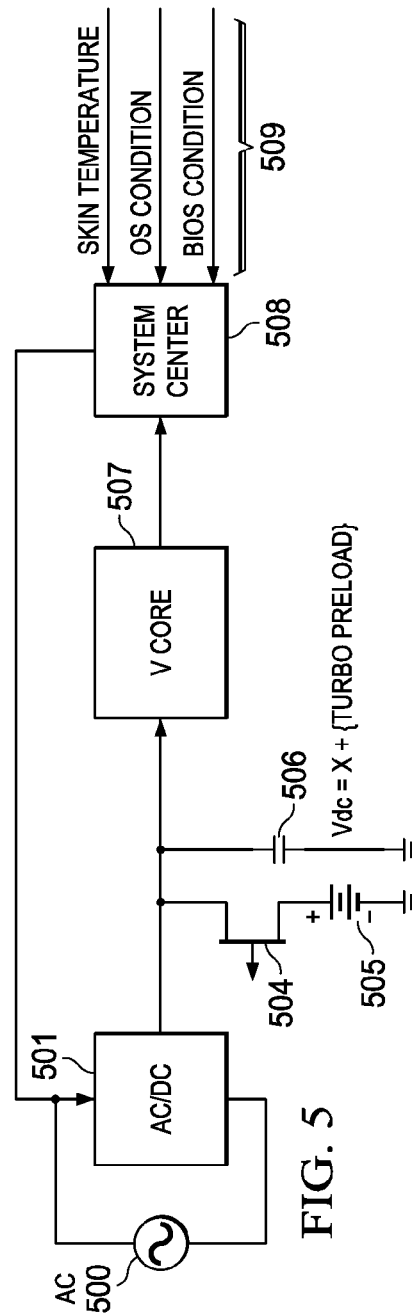 SKIN TEMPERATURE
OS CONDITION
BIOS CONDITION
509
SYSTEM
CENTER
508
507
V CORE
506
Vdc = X + {TURBO PRELOAD}
+
-
504
505
501
AC/DC
AC
500
FIG. 5